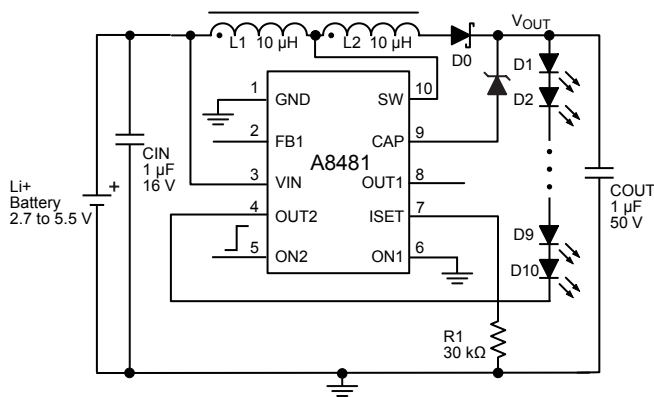 L1 10 µH
L2 10 µH
D0
VOUT
D1
D2
1 GND
SW 10
2 FB1
CAP 9
A8481
3 VIN
OUT1 8
4 OUT2
ISET 7
5 ON2
ON1 6
CIN
1 µF
16 V
Li+
Battery
2.7 to 5.5 V
+
COUT
1 µF
50 V
D9
D10
R1
30 kΩ